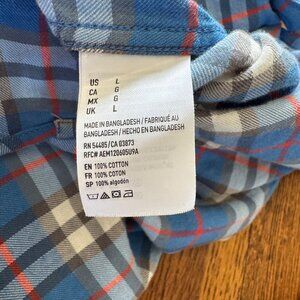 US L
CA G
MX G
UK L
MADE IN BANGLADESH / FABRIQUÉ AU
BANGLADESH / HECHO EN BANGLADESH
RN 54485/CA 03873
RFC# AEM120605U9A
EN 100% COTTON
FR 100% COTON
SP 100% algodón